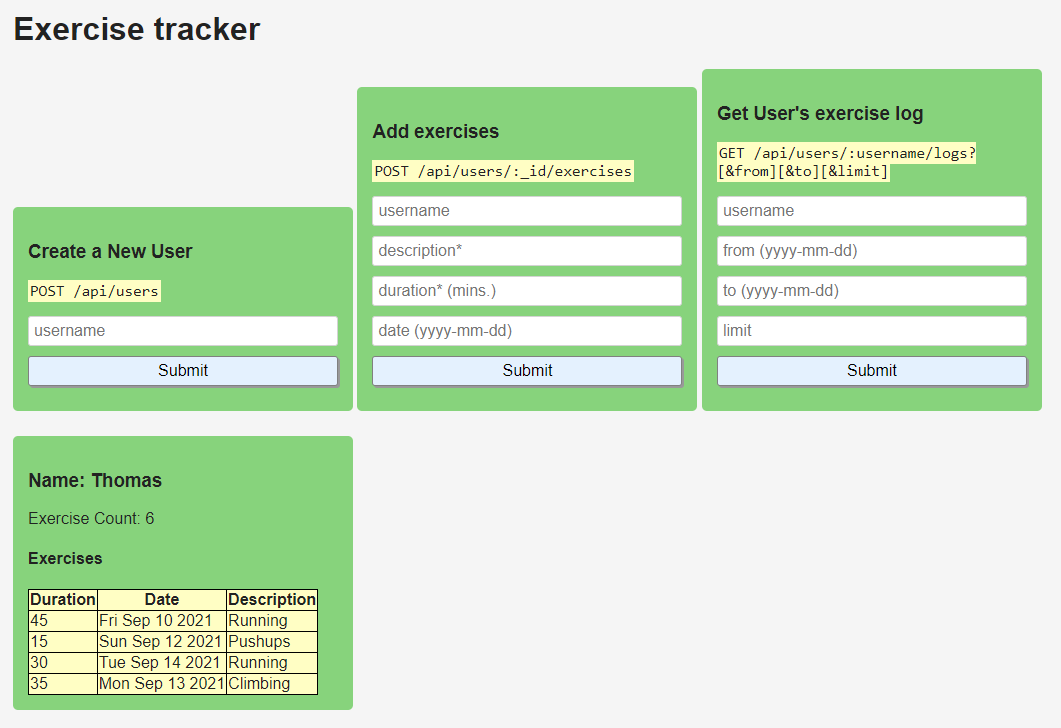 Exercise tracker
Create a New User
POST /api/users
username
Submit
Add exercises
POST /api/users/:_id/exercises
username
description*
duration* (mins.)
date (yyyy-mm-dd)
Submit
Get User's exercise log
GET /api/users/:username/logs?
[&from][&to][&limit]
username
from (yyyy-mm-dd)
to (yyyy-mm-dd)
limit
Submit
Name: Thomas
Exercise Count: 6
Exercises
Duration Date Description
45 Fri Sep 10 2021 Running
15 Sun Sep 12 2021 Pushups
30 Tue Sep 14 2021 Running
35 Mon Sep 13 2021 Climbing